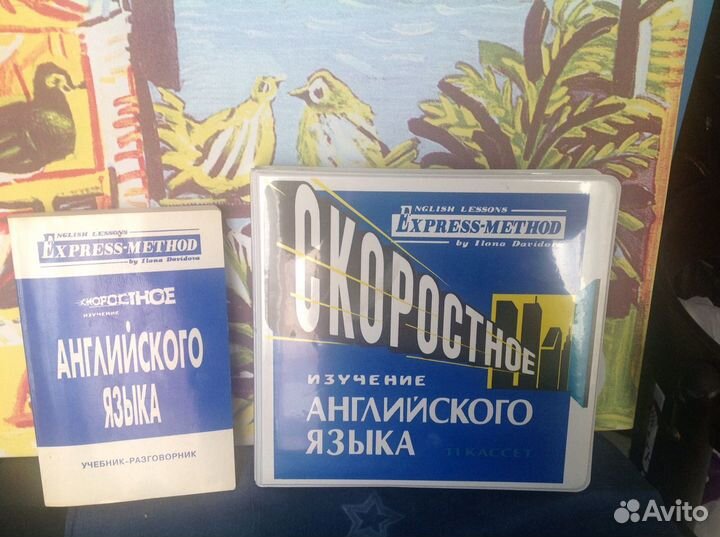 ENGLISH LESSONS
EXPRESS-METHOD
by Ilona Davidova
СКОРОСТНОЕ
ИЗУЧЕНИЕ
АНГЛИЙСКОГО
ЯЗЫКА
УЧЕБНИК-РАЗГОВОРНИК
ENGLISH LESSONS
EXPRESS-METHOD
by Ilona Davidova
СКОРОСТНОЕ
ИЗУЧЕНИЕ
АНГЛИЙСКОГО
ЯЗЫКА
11 КАССЕТ
Avito